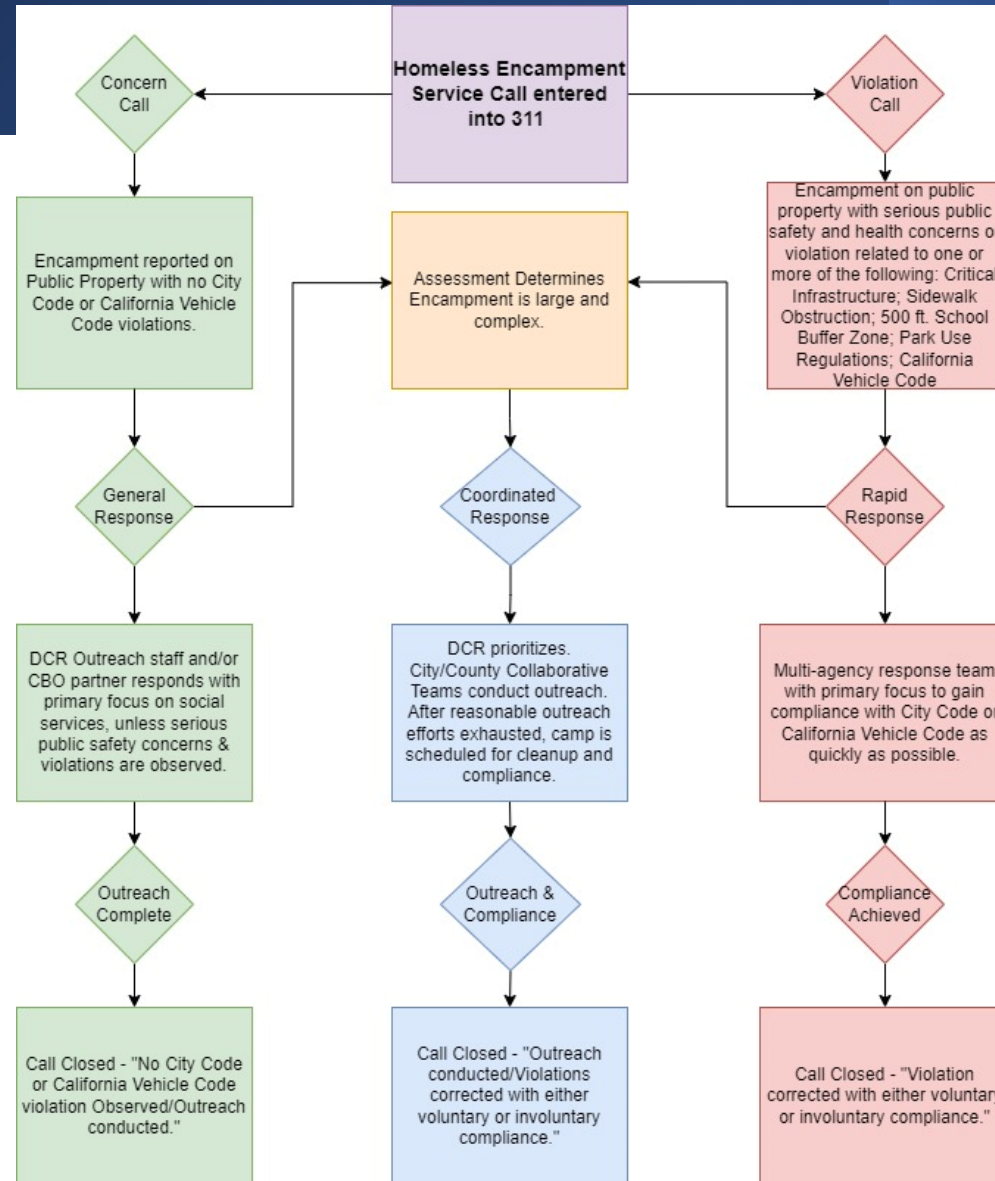 Homeless Encampment
Service Call entered
into 311
Concern
Call
Encampment reported on
Public Property with no City
Code or California Vehicle
Code violations.
General
Response
DCR Outreach staff and/or
CBO partner responds with
primary focus on social
services, unless serious
public safety concerns &
violations are observed.
Outreach
Complete
Call Closed - "No City Code
or California Vehicle Code
violation Observed/Outreach
conducted."
Assessment Determines
Encampment is large and
complex.
Coordinated
Response
DCR prioritizes.
City/County Collaborative
Teams conduct outreach.
After reasonable outreach
efforts exhausted, camp is
scheduled for cleanup and
compliance.
Outreach &
Compliance
Call Closed - "Outreach
conducted/Violations
corrected with either
voluntary or involuntary
compliance."
Violation
Call
Encampment on public
property with serious public
safety and health concerns or
violation related to one or
more of the following: Critical
Infrastructure; Sidewalk
Obstruction; 500 ft. School
Buffer Zone; Park Use
Regulations; California
Vehicle Code
Rapid
Response
Multi-agency response team
with primary focus to gain
compliance with City Code or
California Vehicle Code as
quickly as possible.
Compliance
Achieved
Call Closed - "Violation
corrected with either voluntary
or involuntary compliance."